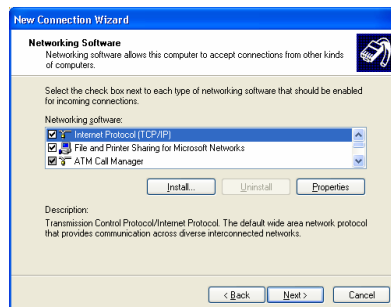 New Connection Wizard
Networking Software
Networking software allows this computer to accept connections from other kinds
of computers.
Select the check box next to each type of networking software that should be enabled
for incoming connections.
Networking software:
Internet Protocol (TCP/IP)
File and Printer Sharing for Microsoft Networks
ATM Call Manager
Install... Uninstall Properties
Description:
Transmission Control Protocol/Internet Protocol. The default wide area network protocol
that provides communication across diverse interconnected networks.
< Back Next > Cancel